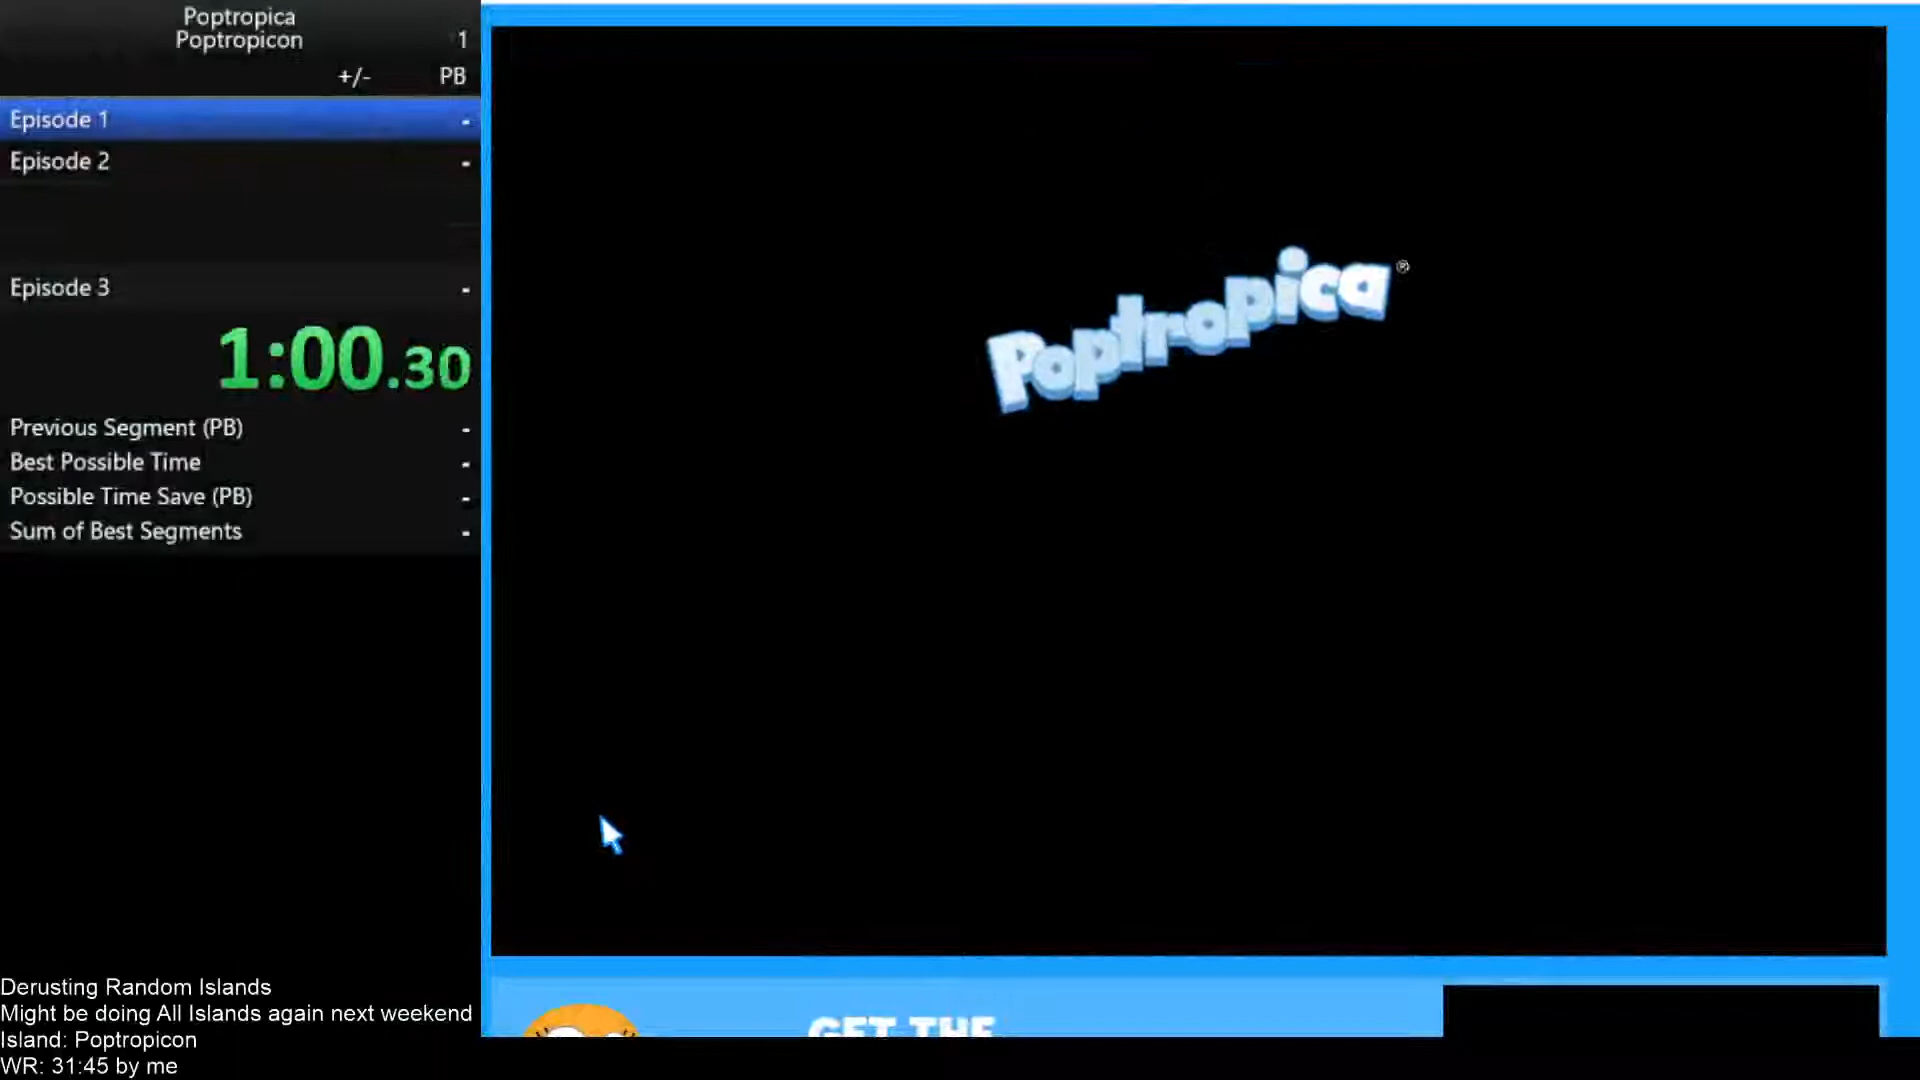 Poptropica
Poptropicon 1
+/- PB
Episode 1 -
Episode 2 -
Episode 3 -
1:00.30
Previous Segment (PB) -
Best Possible Time -
Possible Time Save (PB) -
Sum of Best Segments -
Derusting Random Islands
Might be doing All Islands again next weekend
Island: Poptropicon
WR: 31:45 by me
Poptropica®
GET THE